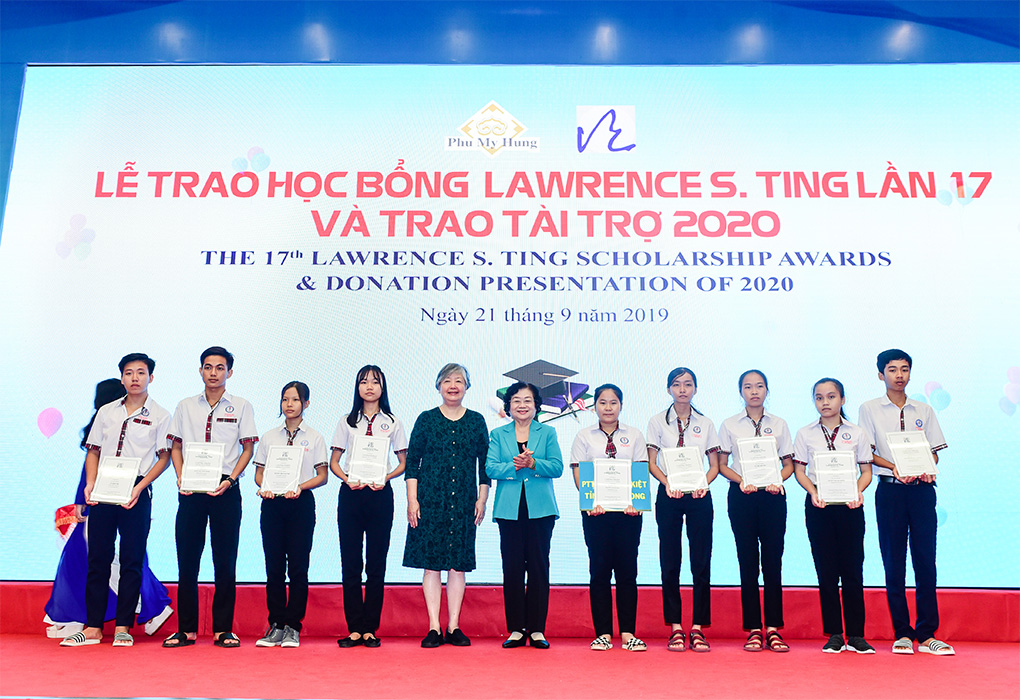 Phu My Hung
LỄ TRAO HỌC BỔNG LAWRENCE S. TING LẦN 17
VÀ TRAO TÀI TRỢ 2020
THE 17th LAWRENCE S. TING SCHOLARSHIP AWARDS
& DONATION PRESENTATION OF 2020
Ngày 21 tháng 9 năm 2019